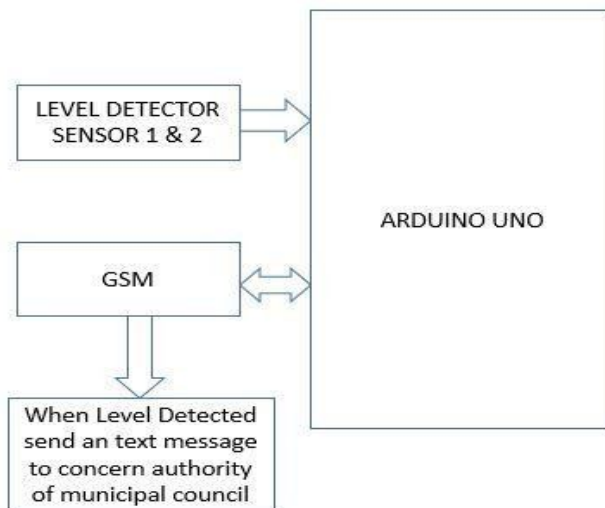 LEVEL DETECTOR
SENSOR 1 & 2
ARDUINO UNO
GSM
When Level Detected
send an text message
to concern authority
of municipal council